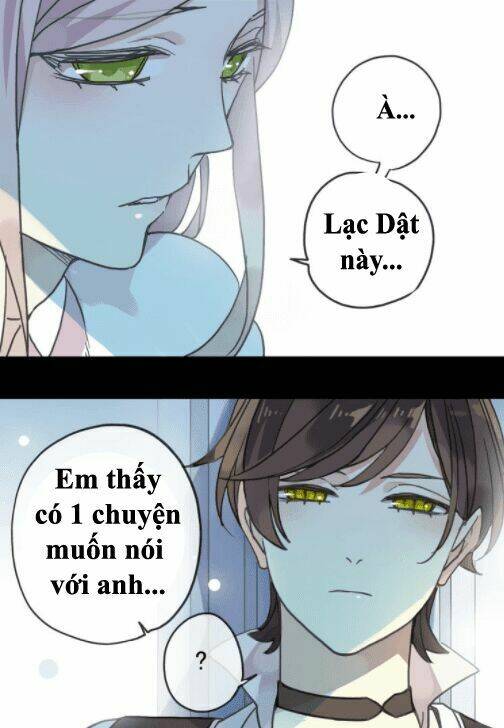 À...
Lạc Dật
này...
Em thấy
có 1 chuyện
muốn nói
với anh...
?